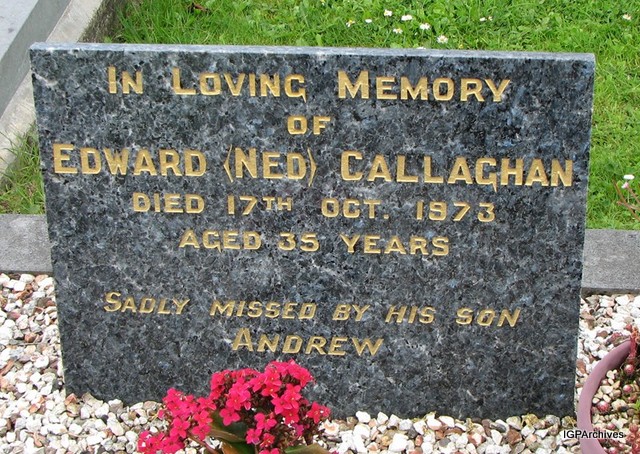 In Loving Memory
of
Edward (Ned) Callaghan
Died 17th Oct. 1973
Aged 35 Years
Sadly missed by his son
Andrew
IGPArchives